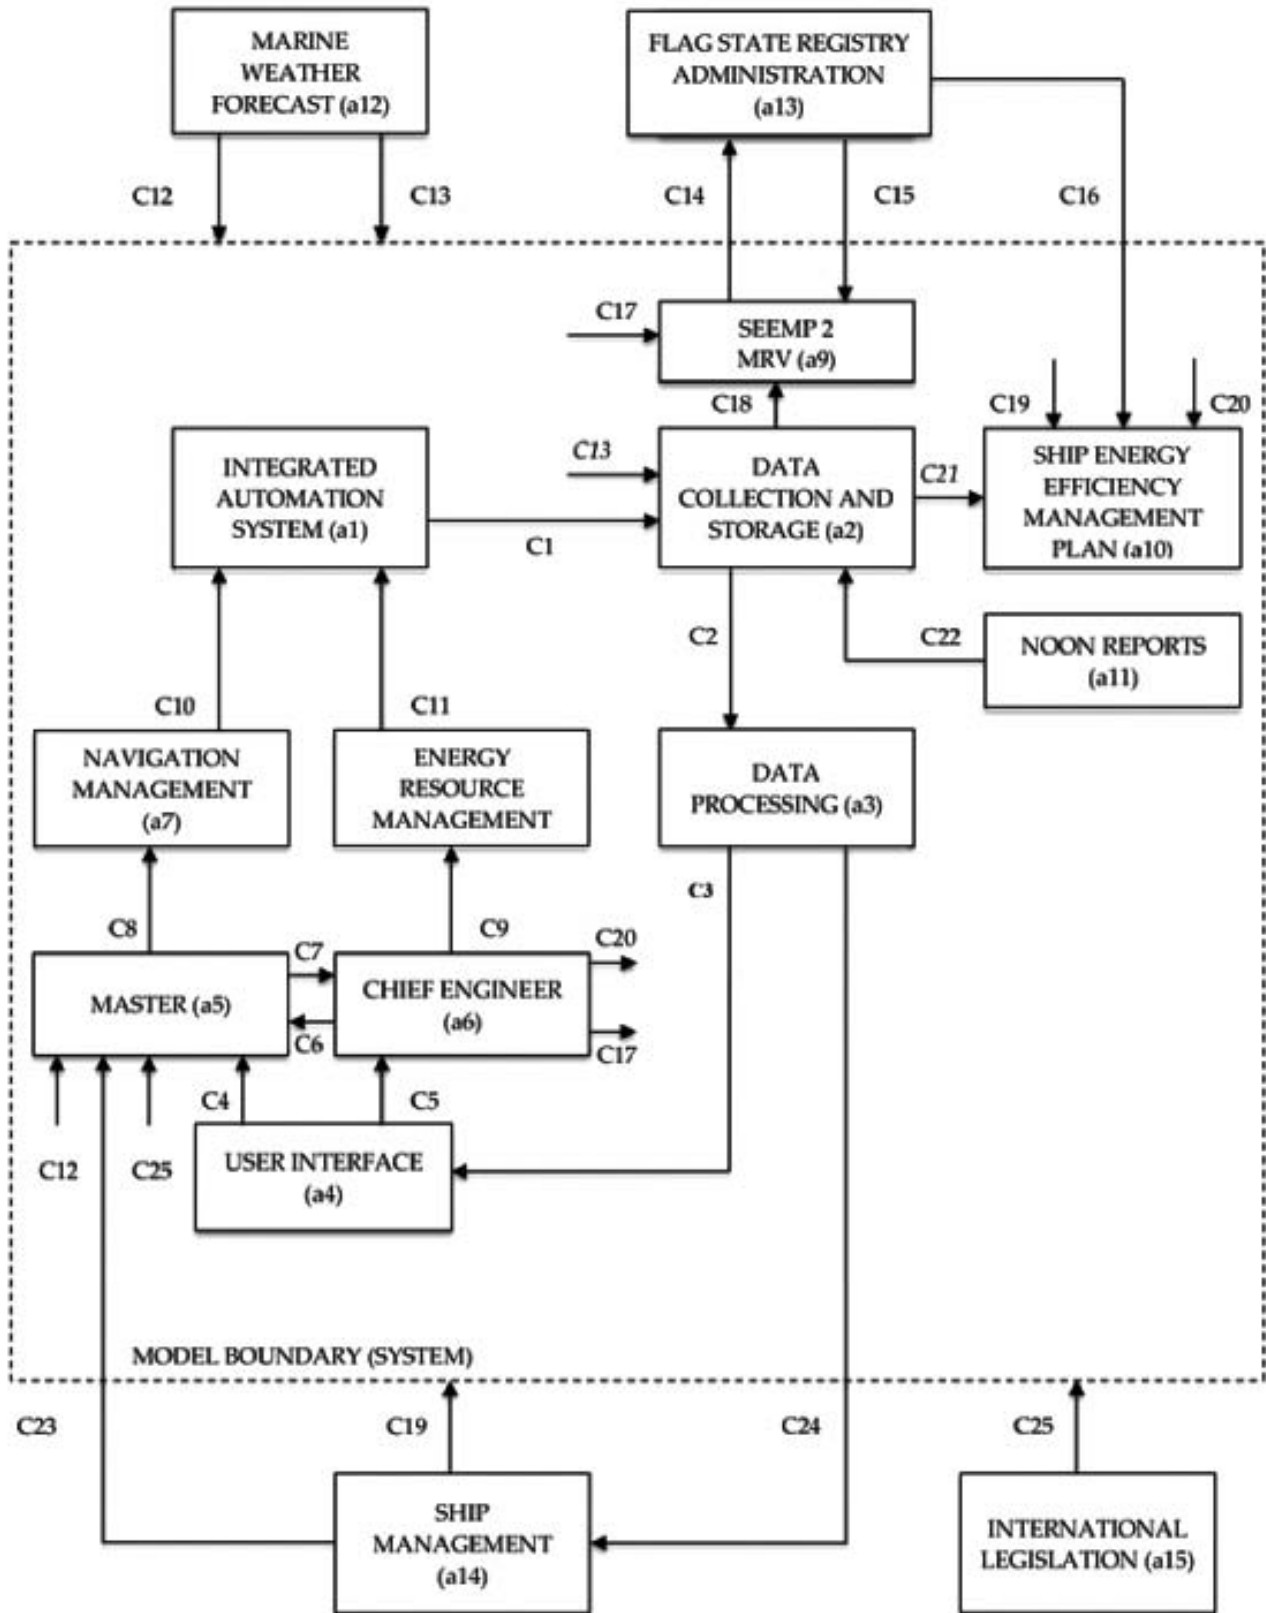 MARINE
WEATHER
FORECAST (a12)
FLAG STATE REGISTRY
ADMINISTRATION
(a13)
C12
C13
C14
C15
C16
C17
SEEMP 2
MRV (a9)
C18
C19
C20
INTEGRATED
AUTOMATION
SYSTEM (a1)
C13
DATA
COLLECTION AND
STORAGE (a2)
C21
SHIP ENERGY
EFFICIENCY
MANAGEMENT
PLAN (a10)
C1
C2
C22
NOON REPORTS
(a11)
C10
C11
NAVIGATION
MANAGEMENT
(a7)
ENERGY
RESOURCE
MANAGEMENT
DATA
PROCESSING (a3)
C3
C8
C9
C7
C20
MASTER (a5)
CHIEF ENGINEER
(a6)
C6
C17
C4
C5
C12
C25
USER INTERFACE
(a4)
MODEL BOUNDARY (SYSTEM)
C23
C19
C24
C25
SHIP
MANAGEMENT
(a14)
INTERNATIONAL
LEGISLATION (a15)